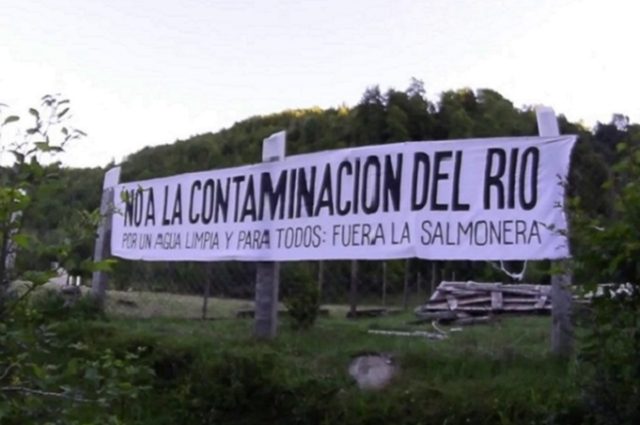 NO A LA CONTAMINACION DEL RIO
POR UN AGUA LIMPIA Y PARA TODOS: FUERA LA SALMONERA